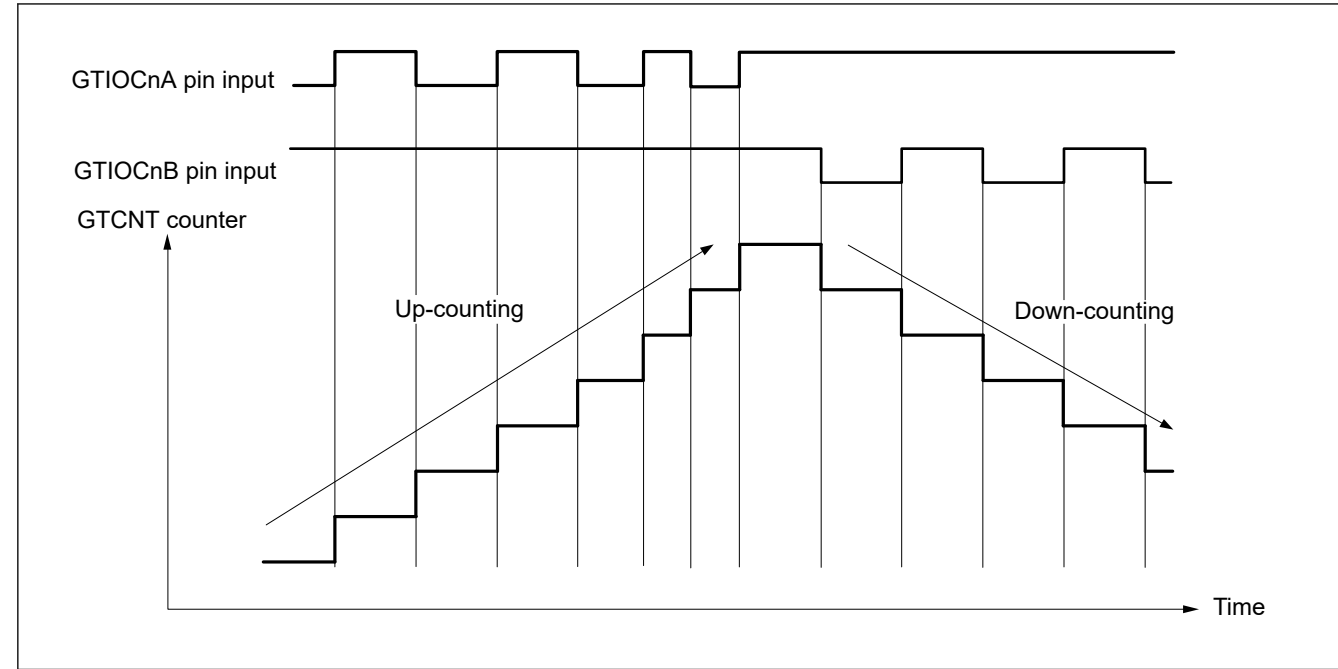 GTIOCnA pin input
GTIOCnB pin input
GTCNT counter
Up-counting
Down-counting
Time